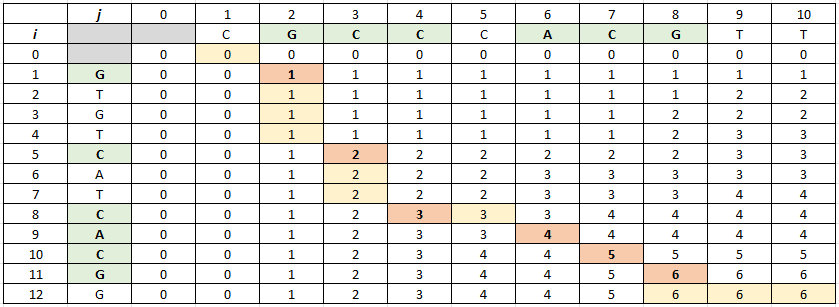 j 0 1 2 3 4 5 6 7 8 9 10
i C G C C C A C G T T
0 0 0 0 0 0 0 0 0 0 0 0
1 G 0 0 1 1 1 1 1 1 1 1 1
2 T 0 0 1 1 1 1 1 1 1 2 2
3 G 0 0 1 1 1 1 1 1 2 2 2
4 T 0 0 1 1 1 1 1 1 2 3 3
5 C 0 0 1 2 2 2 2 2 2 3 3
6 A 0 0 1 2 2 2 3 3 3 3 3
7 T 0 0 1 2 2 2 3 3 3 4 4
8 C 0 0 1 2 3 3 3 4 4 4 4
9 A 0 0 1 2 3 3 4 4 4 4 4
10 C 0 0 1 2 3 4 4 5 5 5 5
11 G 0 0 1 2 3 4 4 5 6 6 6
12 G 0 0 1 2 3 4 4 5 6 6 6